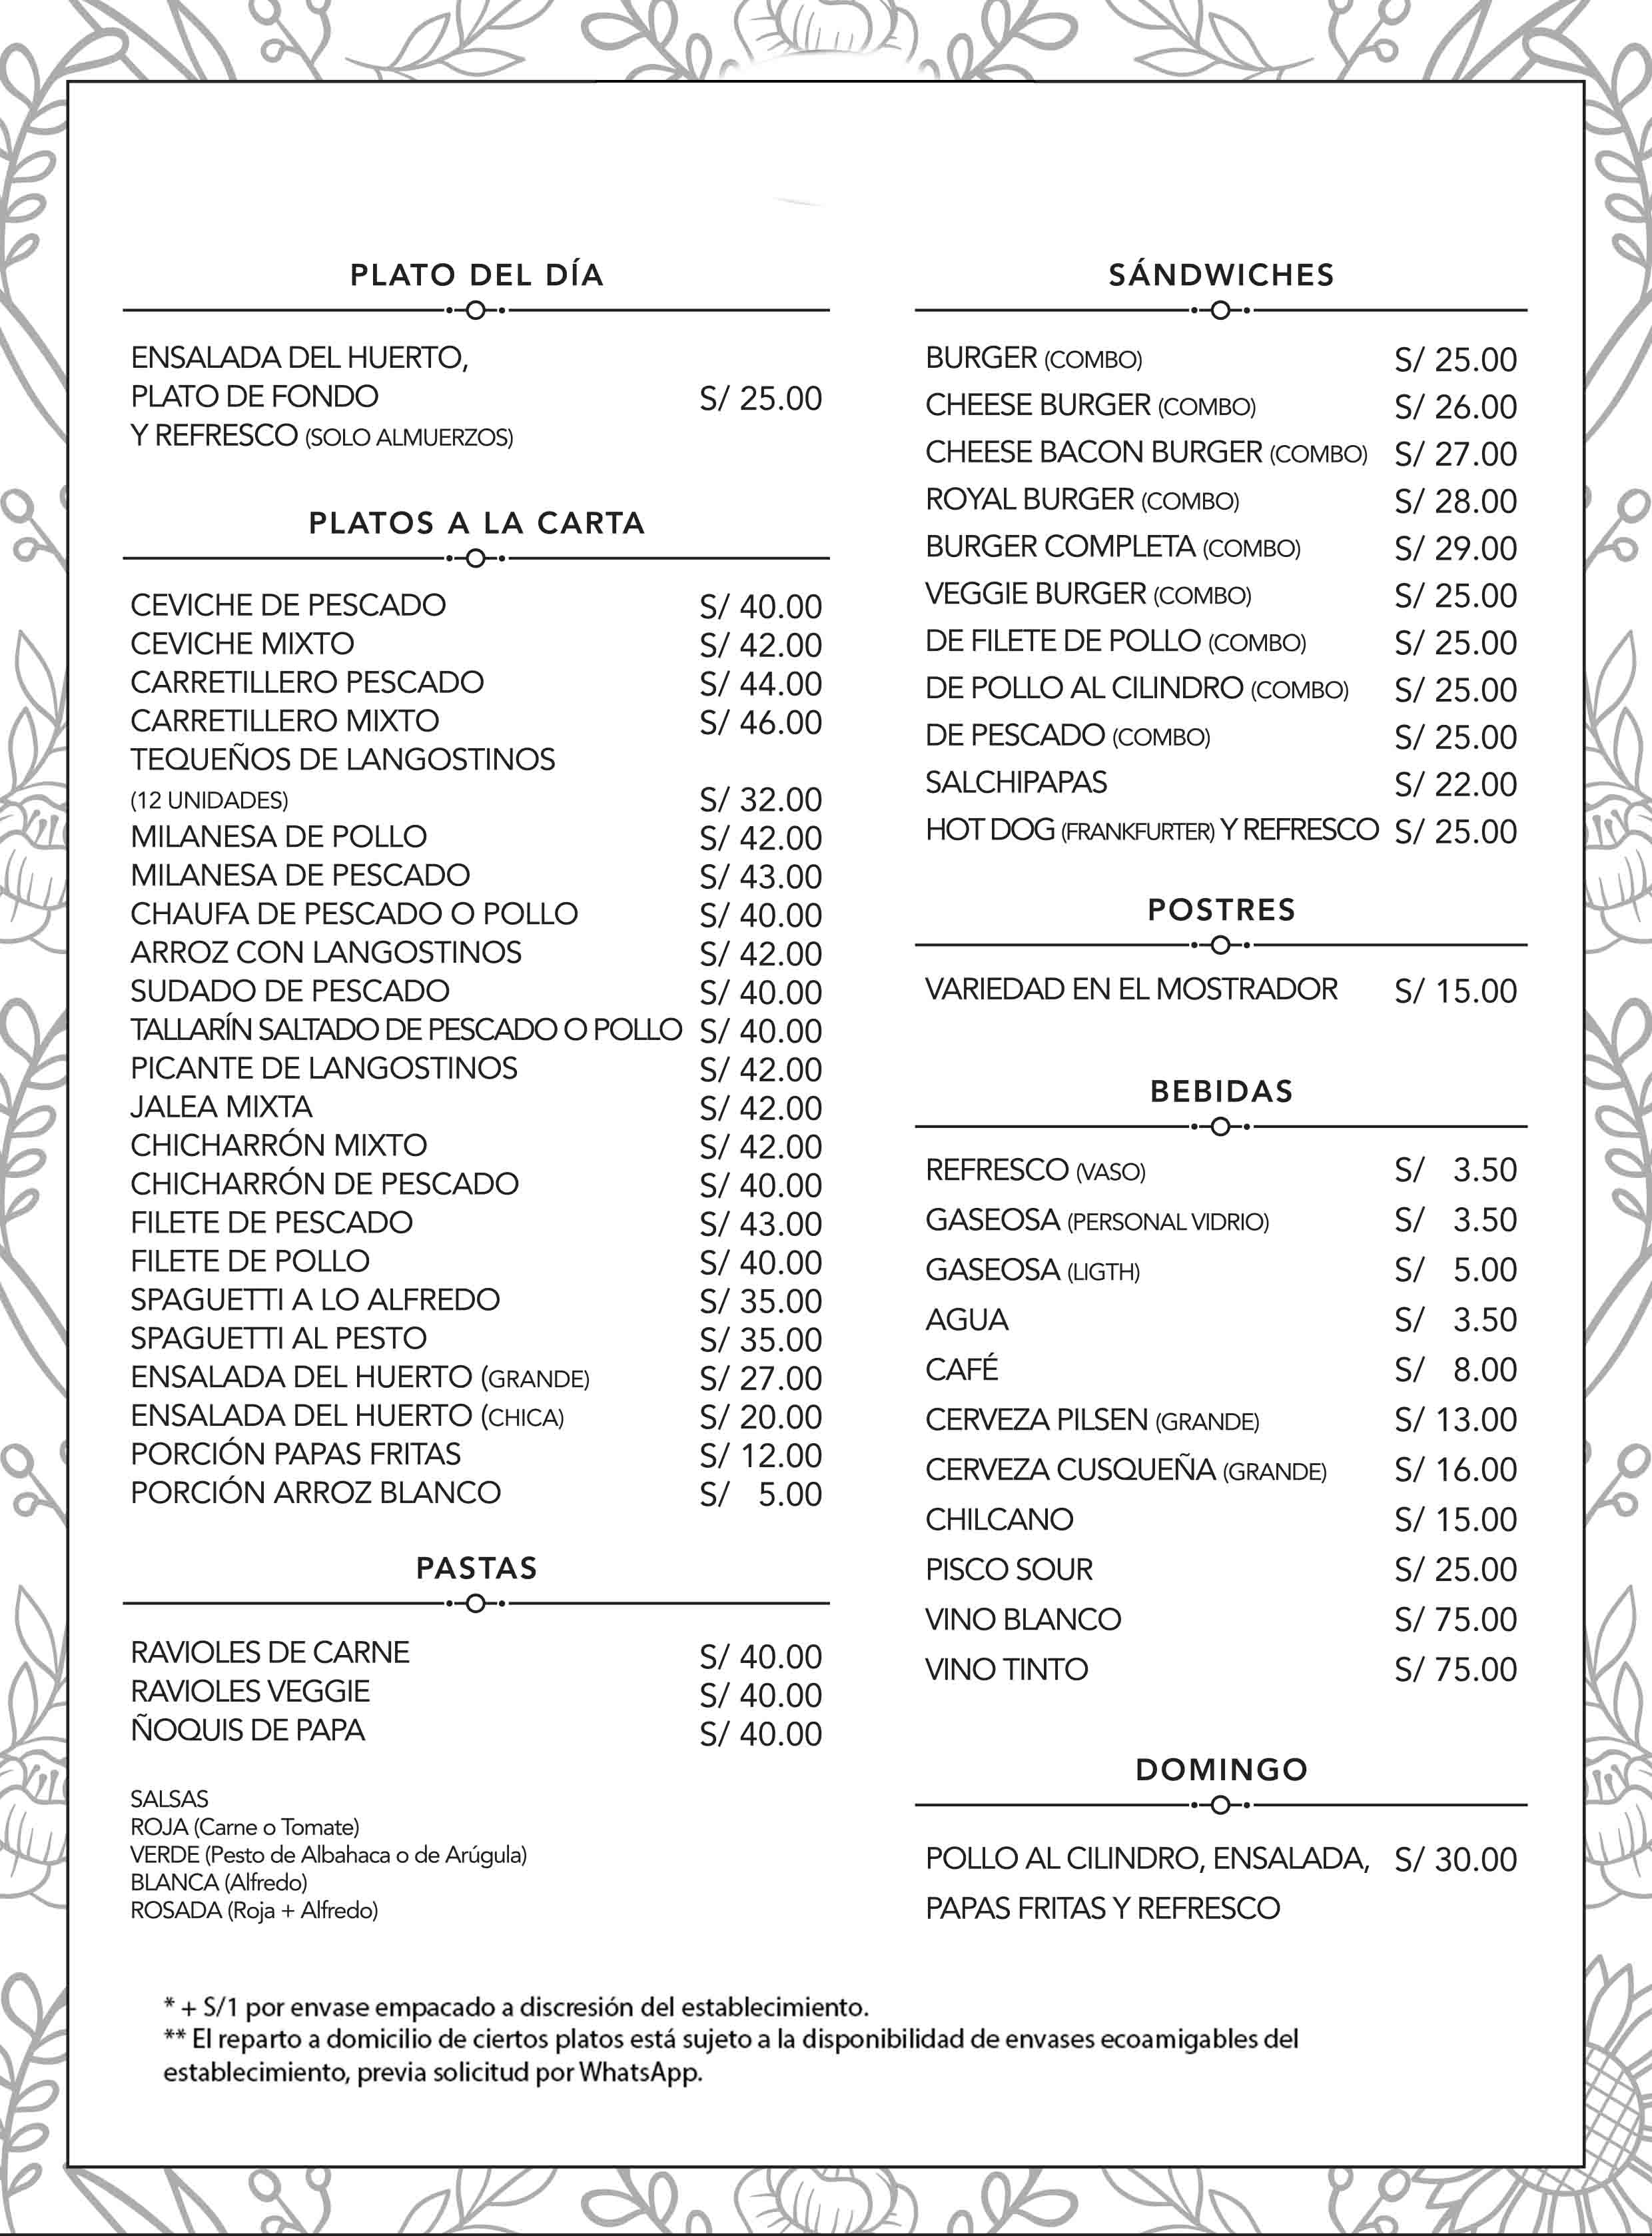 PLATO DEL DÍA
ENSALADA DEL HUERTO,
PLATO DE FONDO S/ 25.00
Y REFRESCO (SOLO ALMUERZOS)
PLATOS A LA CARTA
CEVICHE DE PESCADO S/ 40.00
CEVICHE MIXTO S/ 42.00
CARRETILLERO PESCADO S/ 44.00
CARRETILLERO MIXTO S/ 46.00
TEQUEÑOS DE LANGOSTINOS
(12 UNIDADES) S/ 32.00
MILANESA DE POLLO S/ 42.00
MILANESA DE PESCADO S/ 43.00
CHAUFA DE PESCADO O POLLO S/ 40.00
ARROZ CON LANGOSTINOS S/ 42.00
SUDADO DE PESCADO S/ 40.00
TALLARÍN SALTADO DE PESCADO O POLLO S/ 40.00
PICANTE DE LANGOSTINOS S/ 42.00
JALEA MIXTA S/ 42.00
CHICHARRÓN MIXTO S/ 42.00
CHICHARRÓN DE PESCADO S/ 40.00
FILETE DE PESCADO S/ 43.00
FILETE DE POLLO S/ 40.00
SPAGUETTI A LO ALFREDO S/ 35.00
SPAGUETTI AL PESTO S/ 35.00
ENSALADA DEL HUERTO (GRANDE) S/ 27.00
ENSALADA DEL HUERTO (CHICA) S/ 20.00
PORCIÓN PAPAS FRITAS S/ 12.00
PORCIÓN ARROZ BLANCO S/ 5.00
PASTAS
RAVIOLES DE CARNE S/ 40.00
RAVIOLES VEGGIE S/ 40.00
ÑOQUIS DE PAPA S/ 40.00
SALSAS
ROJA (Carne o Tomate)
VERDE (Pesto de Albahaca o de Arúgula)
BLANCA (Alfredo)
ROSADA (Roja + Alfredo)
SÁNDWICHES
BURGER (COMBO) S/ 25.00
CHEESE BURGER (COMBO) S/ 26.00
CHEESE BACON BURGER (COMBO) S/ 27.00
ROYAL BURGER (COMBO) S/ 28.00
BURGER COMPLETA (COMBO) S/ 29.00
VEGGIE BURGER (COMBO) S/ 25.00
DE FILETE DE POLLO (COMBO) S/ 25.00
DE POLLO AL CILINDRO (COMBO) S/ 25.00
DE PESCADO (COMBO) S/ 25.00
SALCHIPAPAS S/ 22.00
HOT DOG (FRANKFURTER) Y REFRESCO S/ 25.00
POSTRES
VARIEDAD EN EL MOSTRADOR S/ 15.00
BEBIDAS
REFRESCO (VASO) S/ 3.50
GASEOSA (PERSONAL VIDRIO) S/ 3.50
GASEOSA (LIGTH) S/ 5.00
AGUA S/ 3.50
CAFÉ S/ 8.00
CERVEZA PILSEN (GRANDE) S/ 13.00
CERVEZA CUSQUEÑA (GRANDE) S/ 16.00
CHILCANO S/ 15.00
PISCO SOUR S/ 25.00
VINO BLANCO S/ 75.00
VINO TINTO S/ 75.00
DOMINGO
POLLO AL CILINDRO, ENSALADA, S/ 30.00
PAPAS FRITAS Y REFRESCO
* + S/1 por envase empacado a discresión del establecimiento.
** El reparto a domicilio de ciertos platos está sujeto a la disponibilidad de envases ecoamigables del
establecimiento, previa solicitud por WhatsApp.